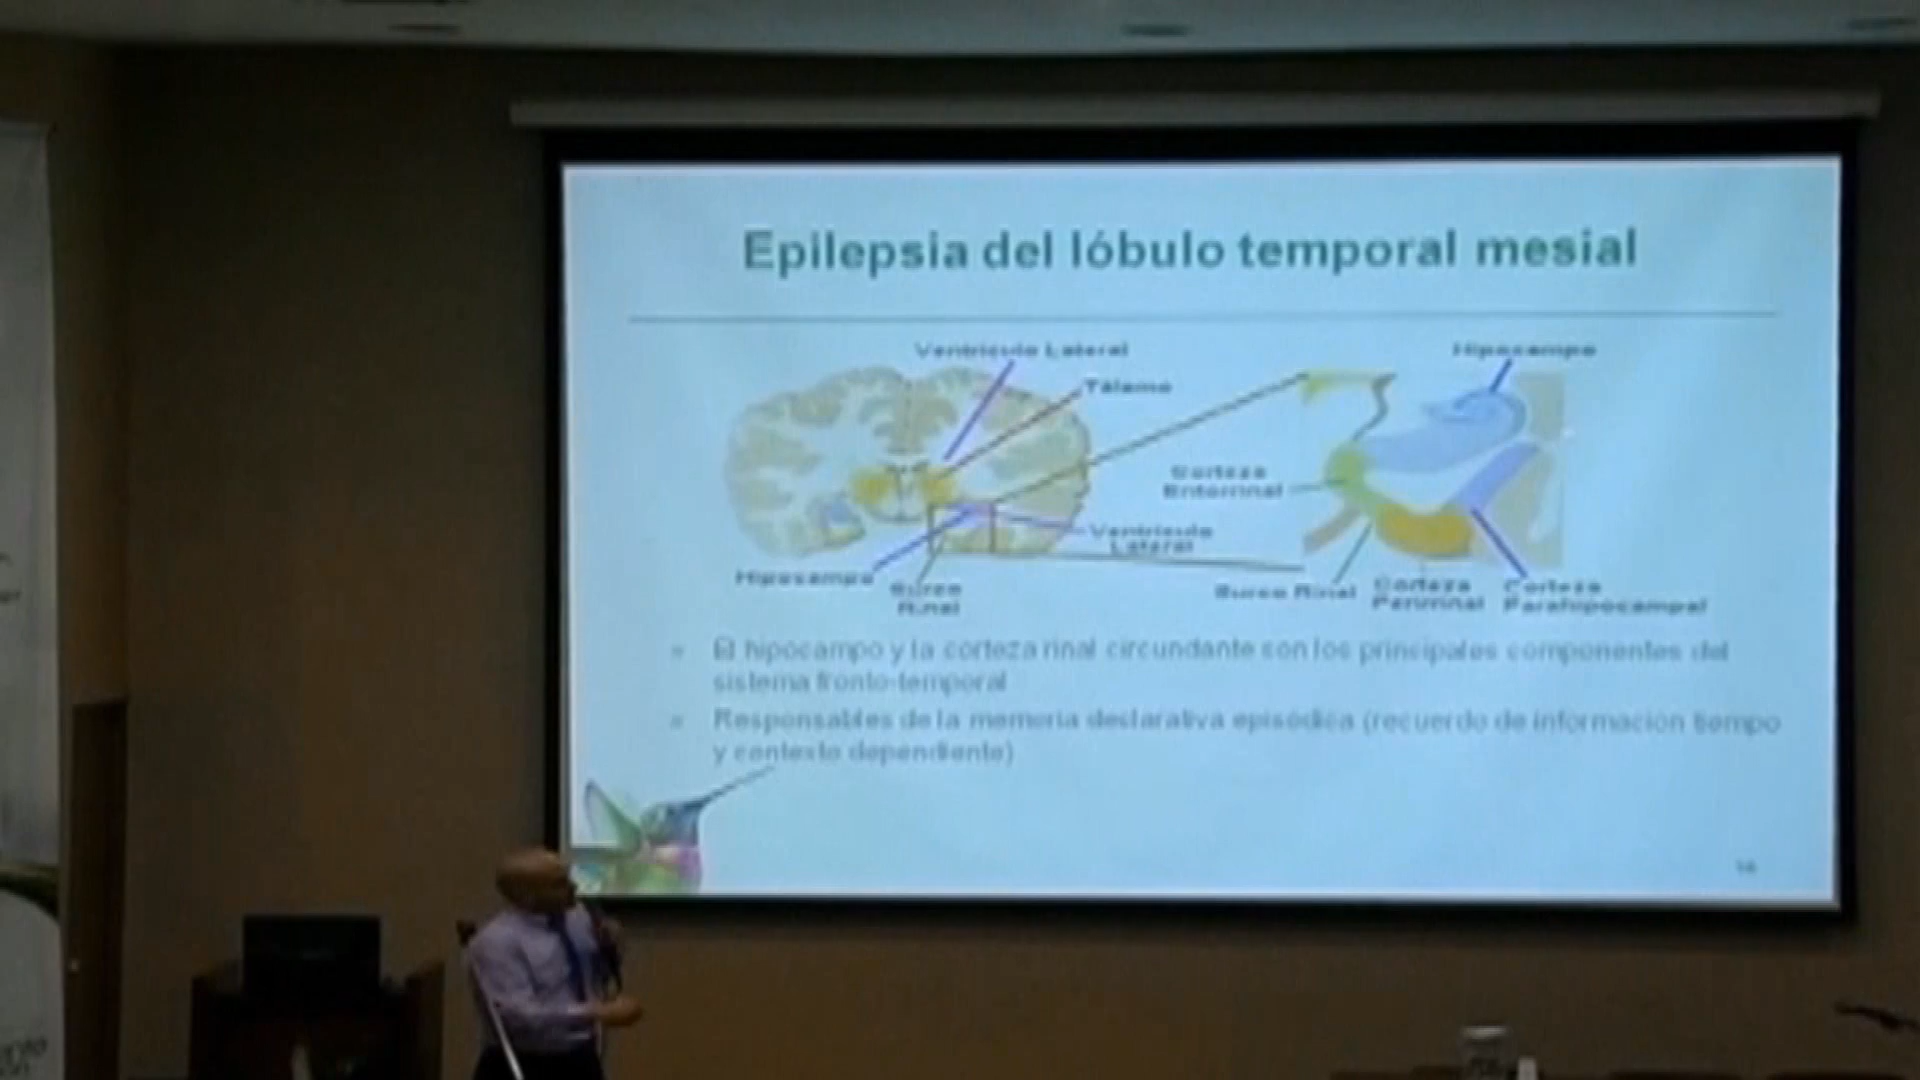 Epilepsia del lóbulo temporal mesial
Ventrículo Lateral
Hipocampo
Tálamo
Corteza
Entorrinal
Ventrículo
Lateral
Hipocampo
Surco
Rinal
Surco Rinal
Corteza
Perirrinal
Corteza
Parahipocampal
El hipocampo y la corteza rinal circundante son los principales componentes del
sistema fronto-temporal
Responsables de la memoria declarativa episódica (recuerdo de información tiempo
y contexto dependiente)